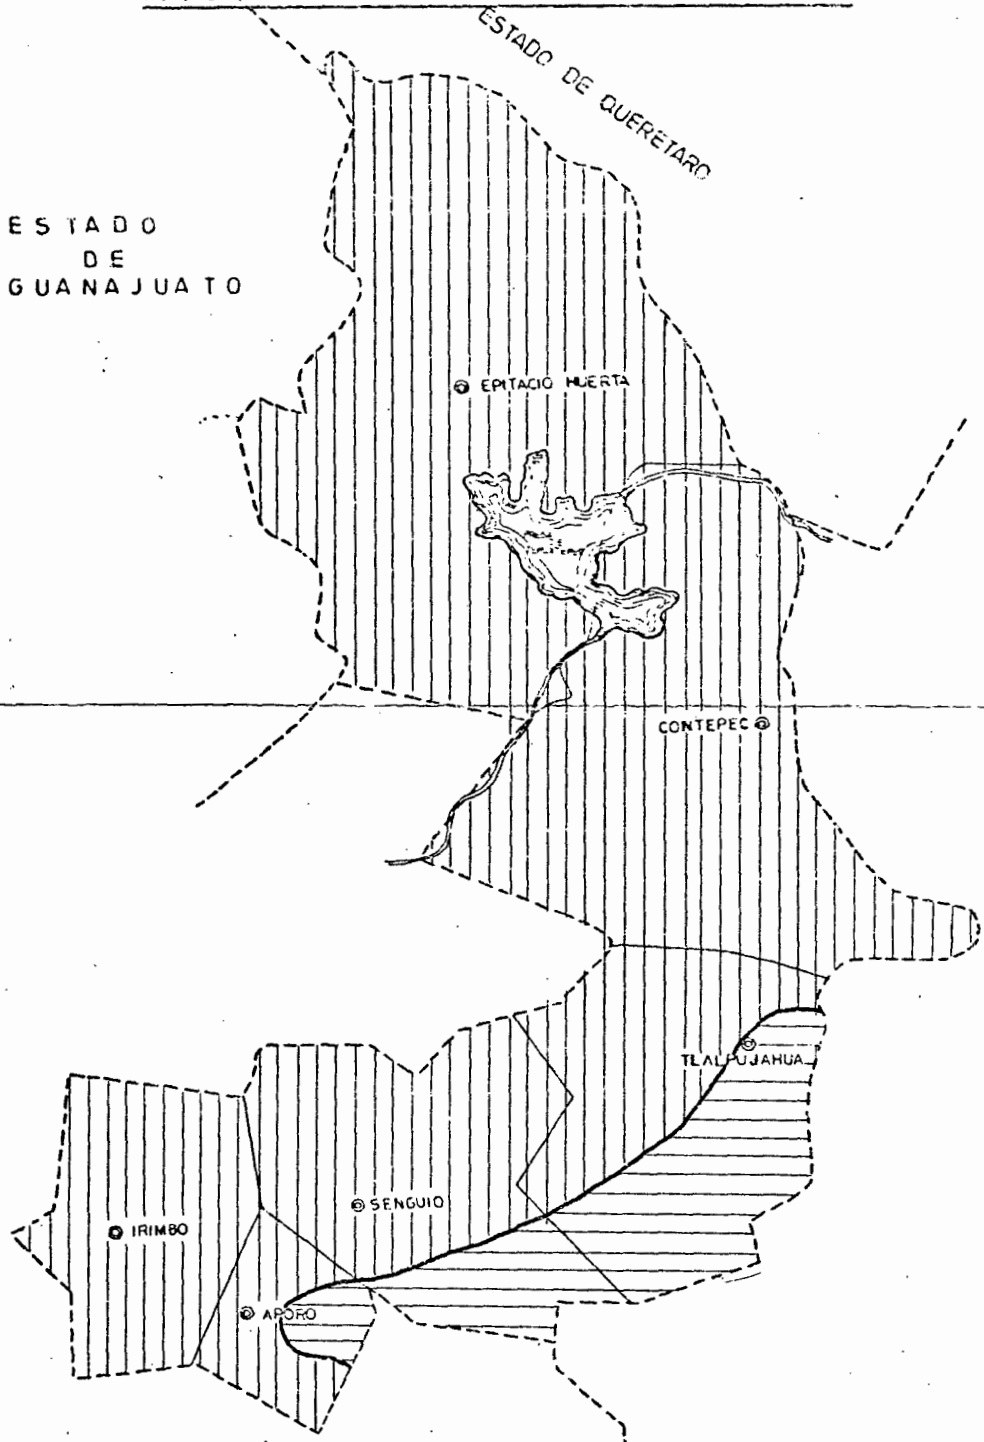 ESTADO DE QUERETARO
ESTADO
DE
GUANAJUATO
EPITACIO HUERTA
CONTEPEC
TLALPUJAHUA
SENGUIO
IRIMBO
APORO